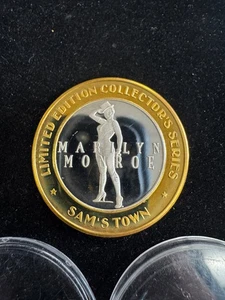 LIMITED EDITION COLLECTOR'S SERIES
MARILYN
MONROE
SAM'S TOWN